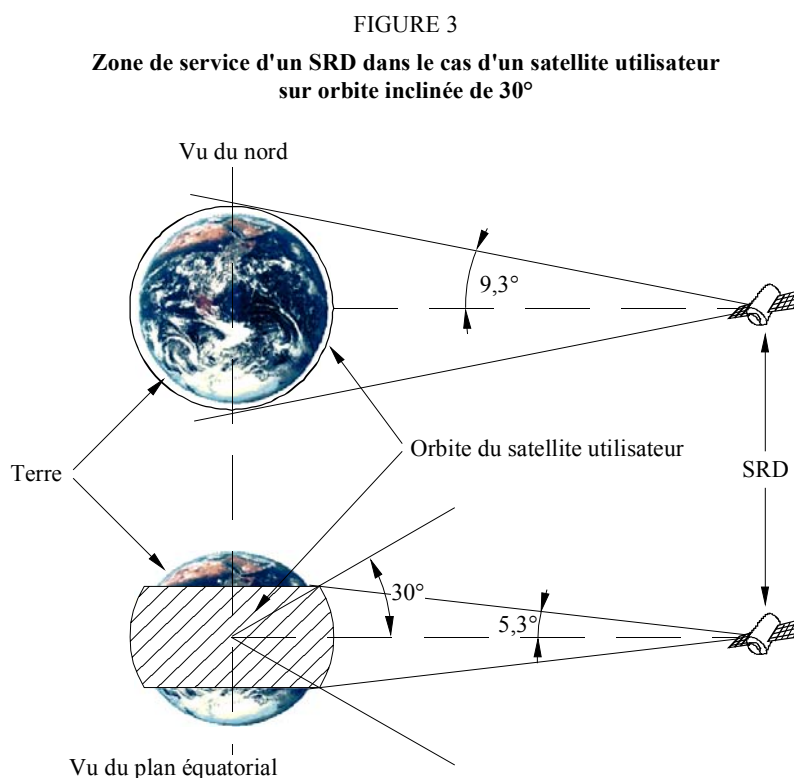 FIGURE 3
Zone de service d'un SRD dans le cas d'un satellite utilisateur
sur orbite inclinée de 30°
Vu du nord
9,3°
Orbite du satellite utilisateur
Terre
SRD
30°
5,3°
Vu du plan équatorial